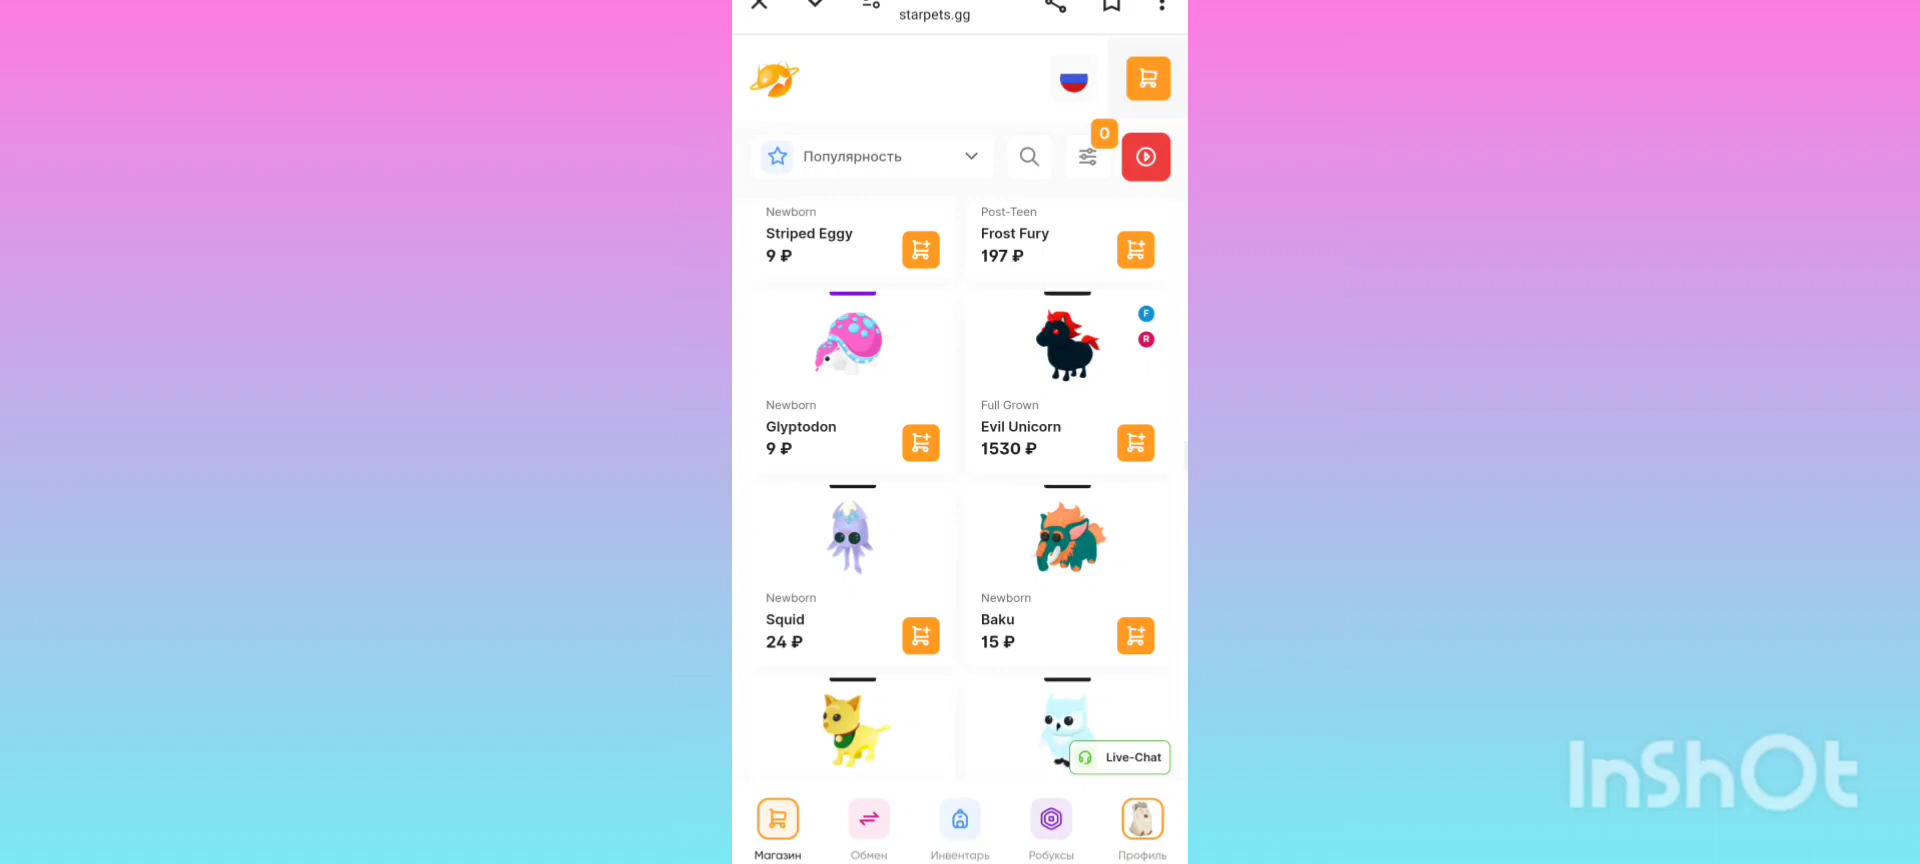 starpets.gg
0
Популярность
Newborn
Striped Eggy
9 ₽
Post-Teen
Frost Fury
197 ₽
F
R
Newborn
Glyptodon
9 ₽
Full Grown
Evil Unicorn
1530 ₽
Newborn
Squid
24 ₽
Newborn
Baku
15 ₽
Live-Chat
Магазин
Обмен
Инвентарь
Робуксы
Профиль
InShOt